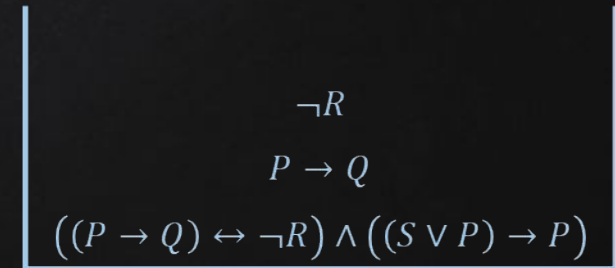 ¬R
P → Q
((P → Q) ↔ ¬R) ∧ ((S ∨ P) → P)